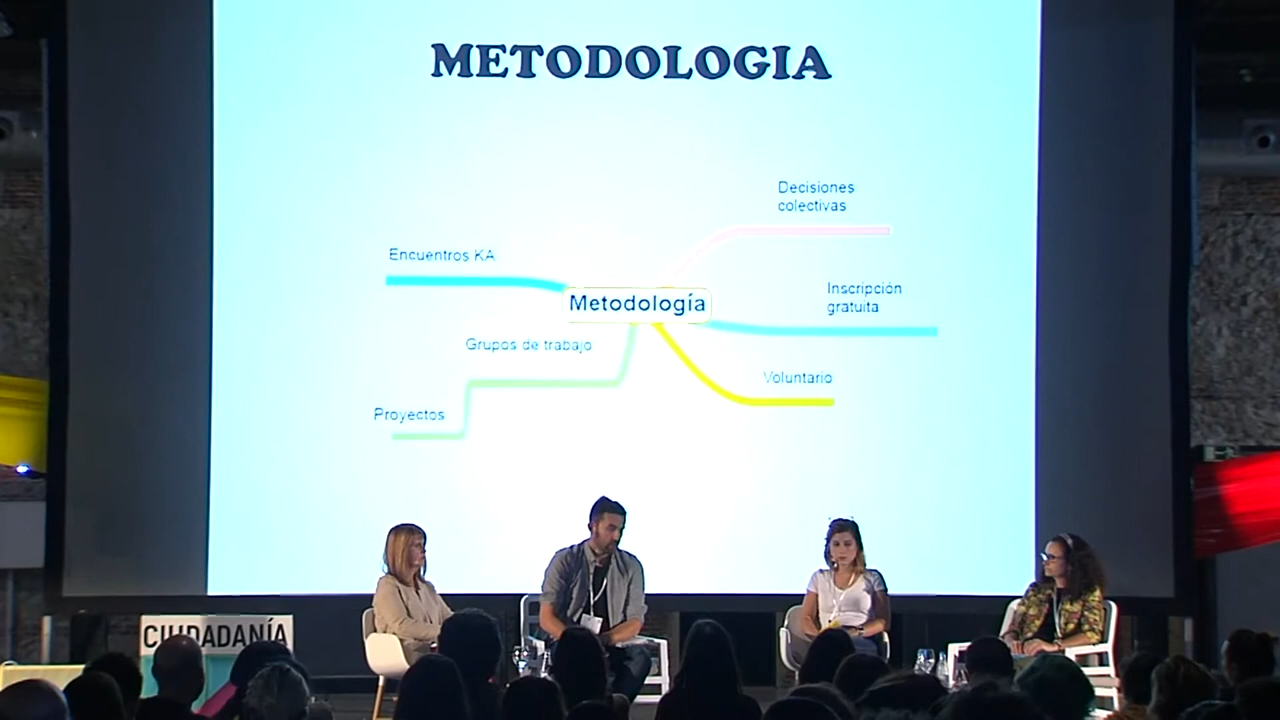 METODOLOGIA
Decisiones
colectivas
Encuentros KA
Inscripción
gratuita
Metodología
Grupos de trabajo
Voluntario
Proyectos
CIUDADANÍA